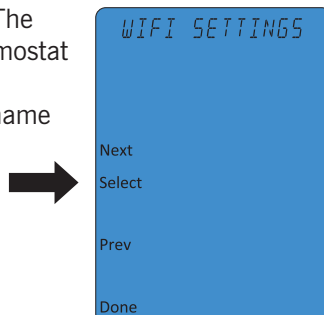 The
mostat
name
WIFI SETTINGS
Next
Select
Prev
Done